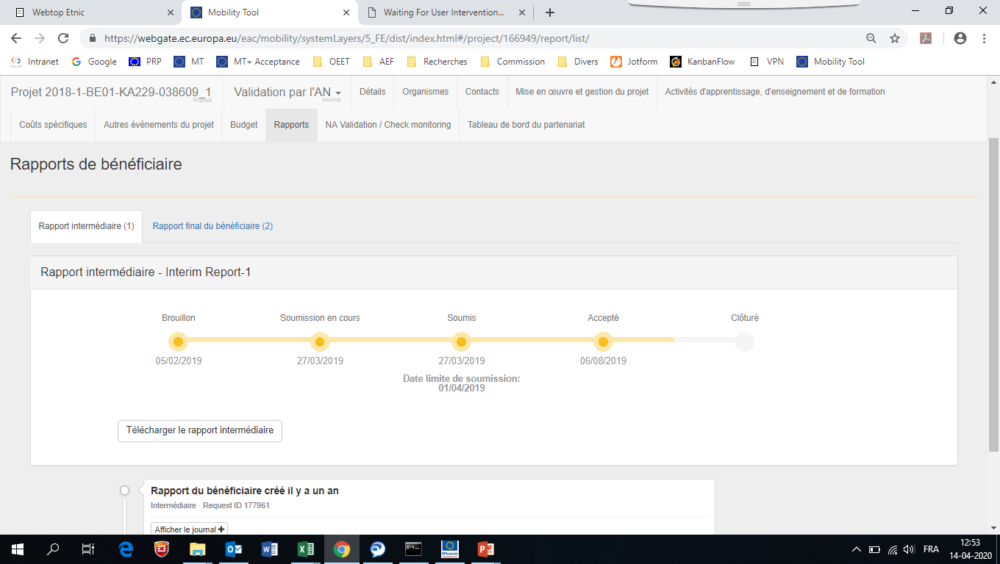 Webtop Etnic
Mobility Tool
Waiting For User Intervention...
https://webgate.ec.europa.eu/eac/mobility/systemLayers/5_FE/dist/index.html#/project/166949/report/list/
Intranet
Google
PRP
MT
MT+ Acceptance
OEET
AEF
Recherches
Commission
Divers
Jotform
KanbanFlow
VPN
Mobility Tool
Projet 2018-1-BE01-KA229-038609_1
finalisé
Validation par l'AN
soumis
Détails
Organismes
Contacts
Mise en œuvre et gestion du projet
Activités d'apprentissage, d'enseignement et de formation
Coûts spécifiques
Autres événements du projet
Budget
Rapports
NA Validation / Check monitoring
Tableau de bord du partenariat
Rapports de bénéficiaire
Rapport intermédiaire (1)
Rapport final du bénéficiaire (2)
Rapport intermédiaire - Interim Report-1
Brouillon
Soumission en cours
Soumis
Accepté
Clôturé
05/02/2019
27/03/2019
27/03/2019
06/08/2019
Date limite de soumission:
01/04/2019
Télécharger le rapport intermédiaire
Rapport du bénéficiaire créé il y a un an
Intermédiaire · Request ID 177961
Afficher le journal
FRA
12:53
14-04-2020